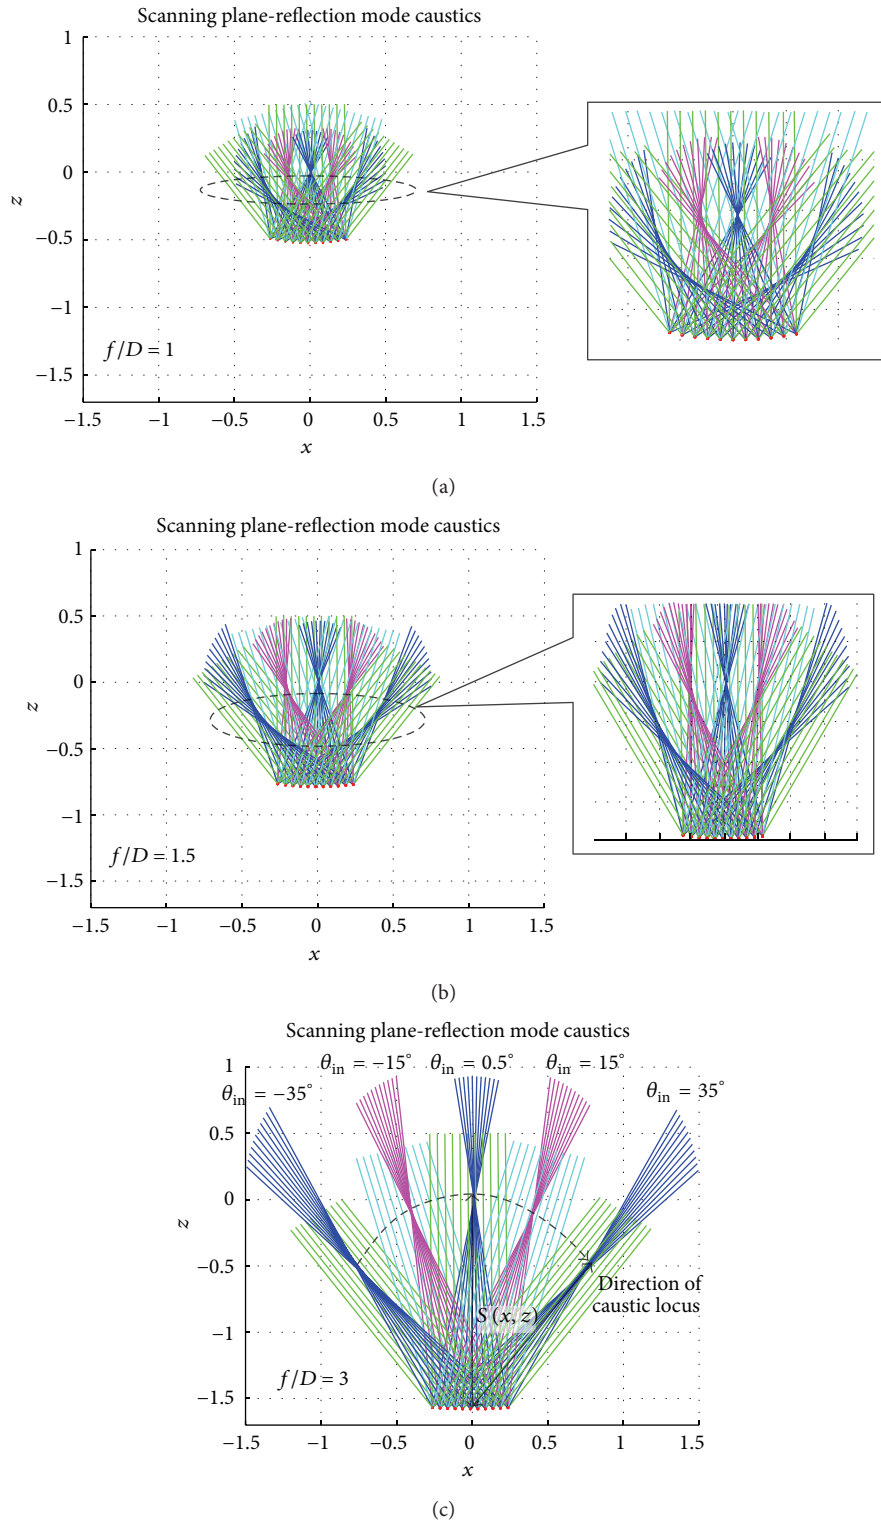 Scanning plane-reflection mode caustics
1
0.5
0
−0.5
−1
−1.5
z
f/D = 1
−1.5 −1 −0.5 0 0.5 1 1.5
x
(a)
Scanning plane-reflection mode caustics
1
0.5
0
−0.5
−1
−1.5
z
f/D = 1.5
−1.5 −1 −0.5 0 0.5 1 1.5
x
(b)
Scanning plane-reflection mode caustics
θin = −35°
θin = −15°
θin = 0.5°
θin = 15°
θin = 35°
1
0.5
0
−0.5
−1
−1.5
z
S (x, z)
Direction of
caustic locus
f/D = 3
−1.5 −1 −0.5 0 0.5 1 1.5
x
(c)